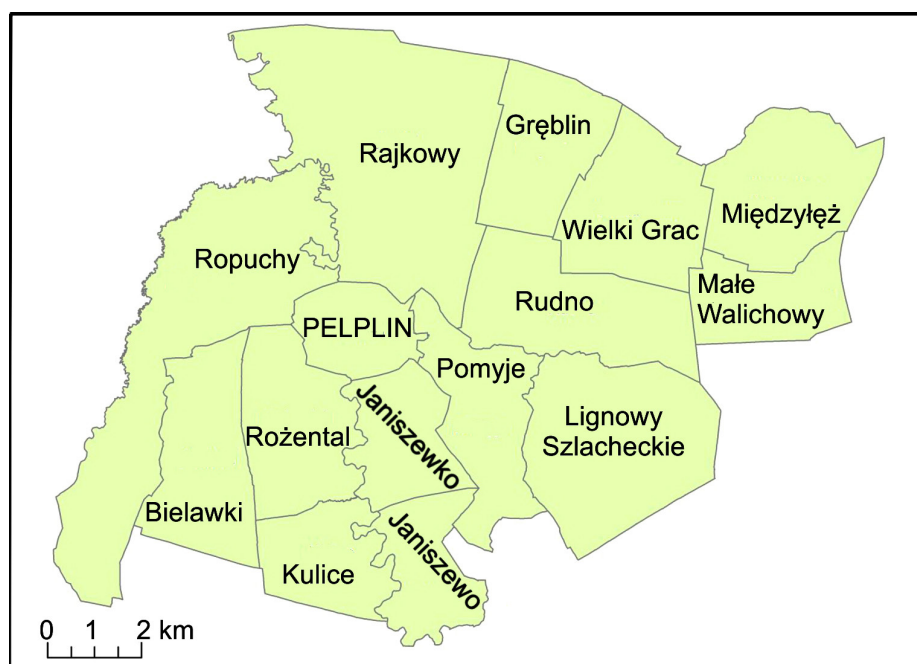 Gręblin
Rajkowy
Międzyłęż
Wielki Grac
Ropuchy
Małe
Walichowy
Rudno
PELPLIN
Pomyje
Janiszewko
Lignowy
Szlacheckie
Rożental
Bielawki
Janiszewo
Kulice
0 1 2 km